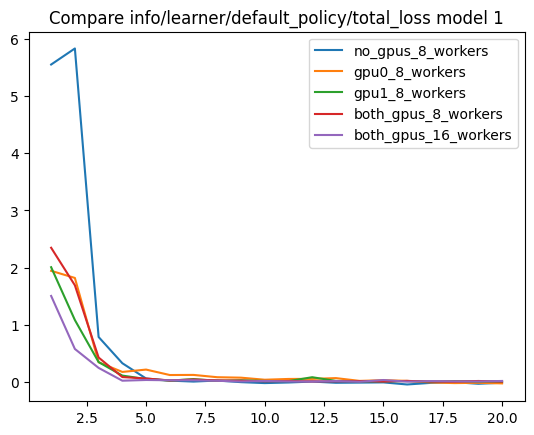 Compare info/learner/default_policy/total_loss model 1
6
5
4
3
2
1
0
no_gpus_8_workers
gpu0_8_workers
gpu1_8_workers
both_gpus_8_workers
both_gpus_16_workers
2.5 5.0 7.5 10.0 12.5 15.0 17.5 20.0